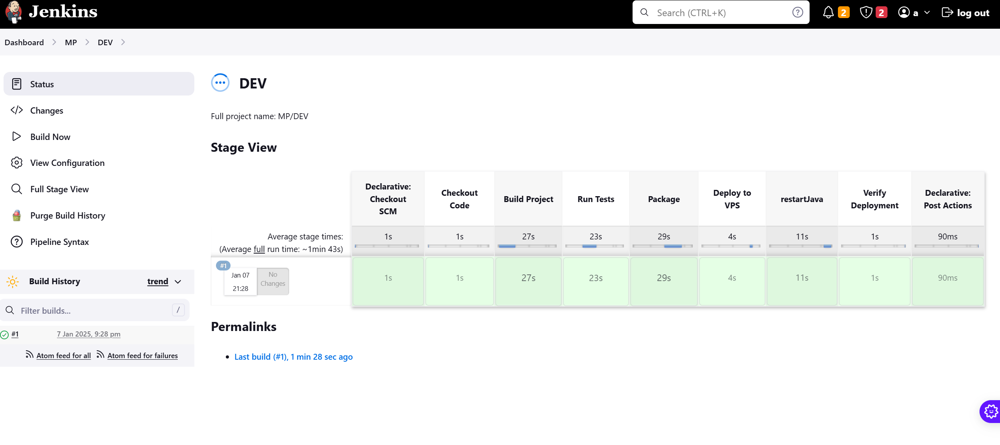 Jenkins
Search (CTRL+K)
2
2
a
log out
Dashboard
MP
DEV
Status
Changes
Build Now
View Configuration
Full Stage View
Purge Build History
Pipeline Syntax
Build History
trend
Filter builds...
/
#1
7 Jan 2025, 9:28 pm
Atom feed for all
Atom feed for failures
DEV
Full project name: MP/DEV
Stage View
Declarative:
Checkout
SCM
Checkout
Code
Build Project
Run Tests
Package
Deploy to
VPS
restartJava
Verify
Deployment
Declarative:
Post Actions
Average stage times:
(Average full run time: ~1min 43s)
1s
1s
27s
23s
29s
4s
11s
1s
90ms
#1
Jan 07
21:28
No
Changes
1s
1s
27s
23s
29s
4s
11s
1s
90ms
Permalinks
Last build (#1), 1 min 28 sec ago